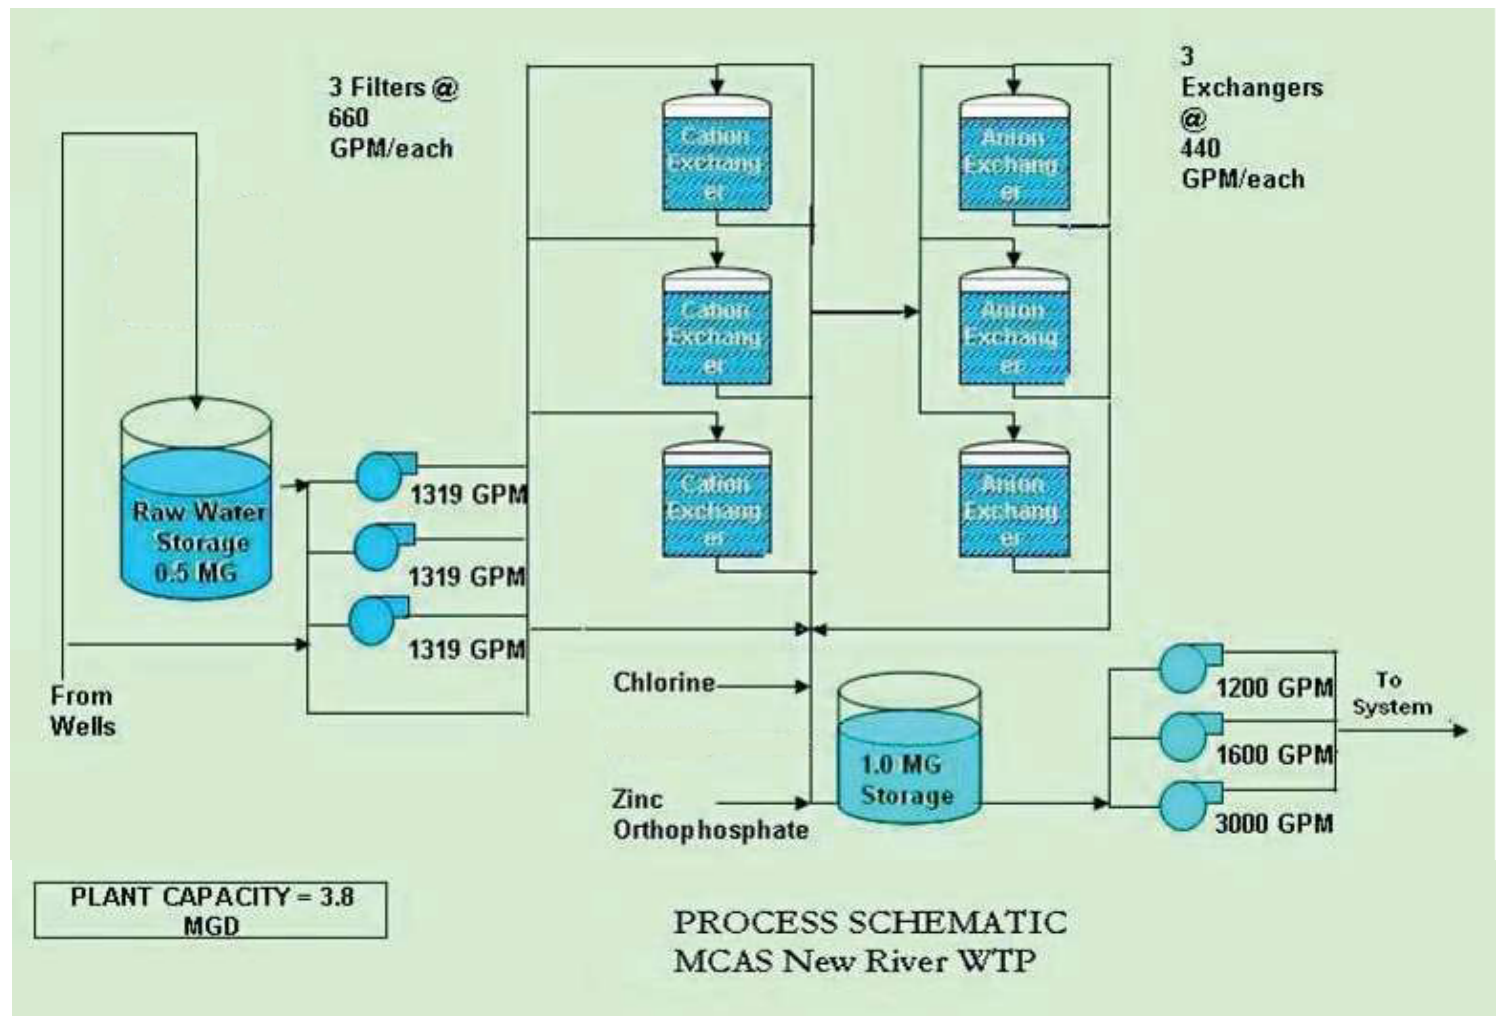 3 Filters @
660
GPM/each
3
Exchangers
@
440
GPM/each
Cation
Exchang
er
Anion
Exchang
er
Cation
Exchang
er
Anion
Exchang
er
Cation
Exchang
er
Anion
Exchang
er
Raw Water
Storage
0.5 MG
1319 GPM
1319 GPM
1319 GPM
From
Wells
Chlorine
Zinc
Orthophosphate
1.0 MG
Storage
1200 GPM
1600 GPM
3000 GPM
To
System
PLANT CAPACITY = 3.8
MGD
PROCESS SCHEMATIC
MCAS New River WTP